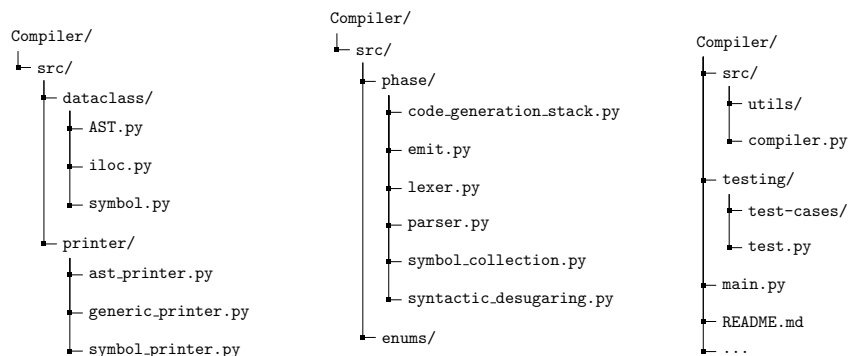 Compiler/
src/
dataclass/
AST.py
iloc.py
symbol.py
printer/
ast_printer.py
generic_printer.py
symbol_printer.py
Compiler/
src/
phase/
code_generation_stack.py
emit.py
lexer.py
parser.py
symbol_collection.py
syntactic_desugaring.py
enums/
Compiler/
src/
utils/
compiler.py
testing/
test-cases/
test.py
main.py
README.md
...